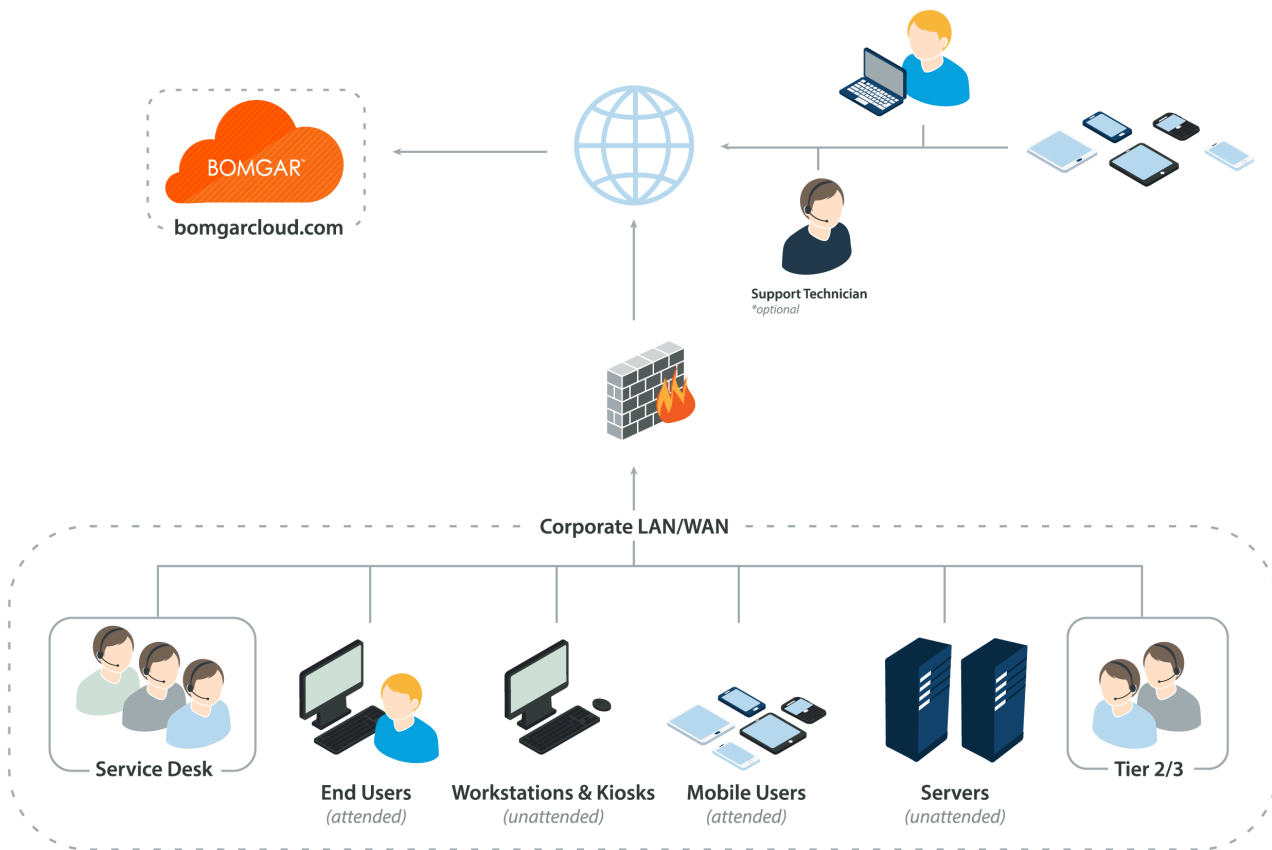 BOMGAR™
bomgarcloud.com
Support Technician
*optional
Corporate LAN/WAN
Service Desk
End Users
(attended)
Workstations & Kiosks
(unattended)
Mobile Users
(attended)
Servers
(unattended)
Tier 2/3